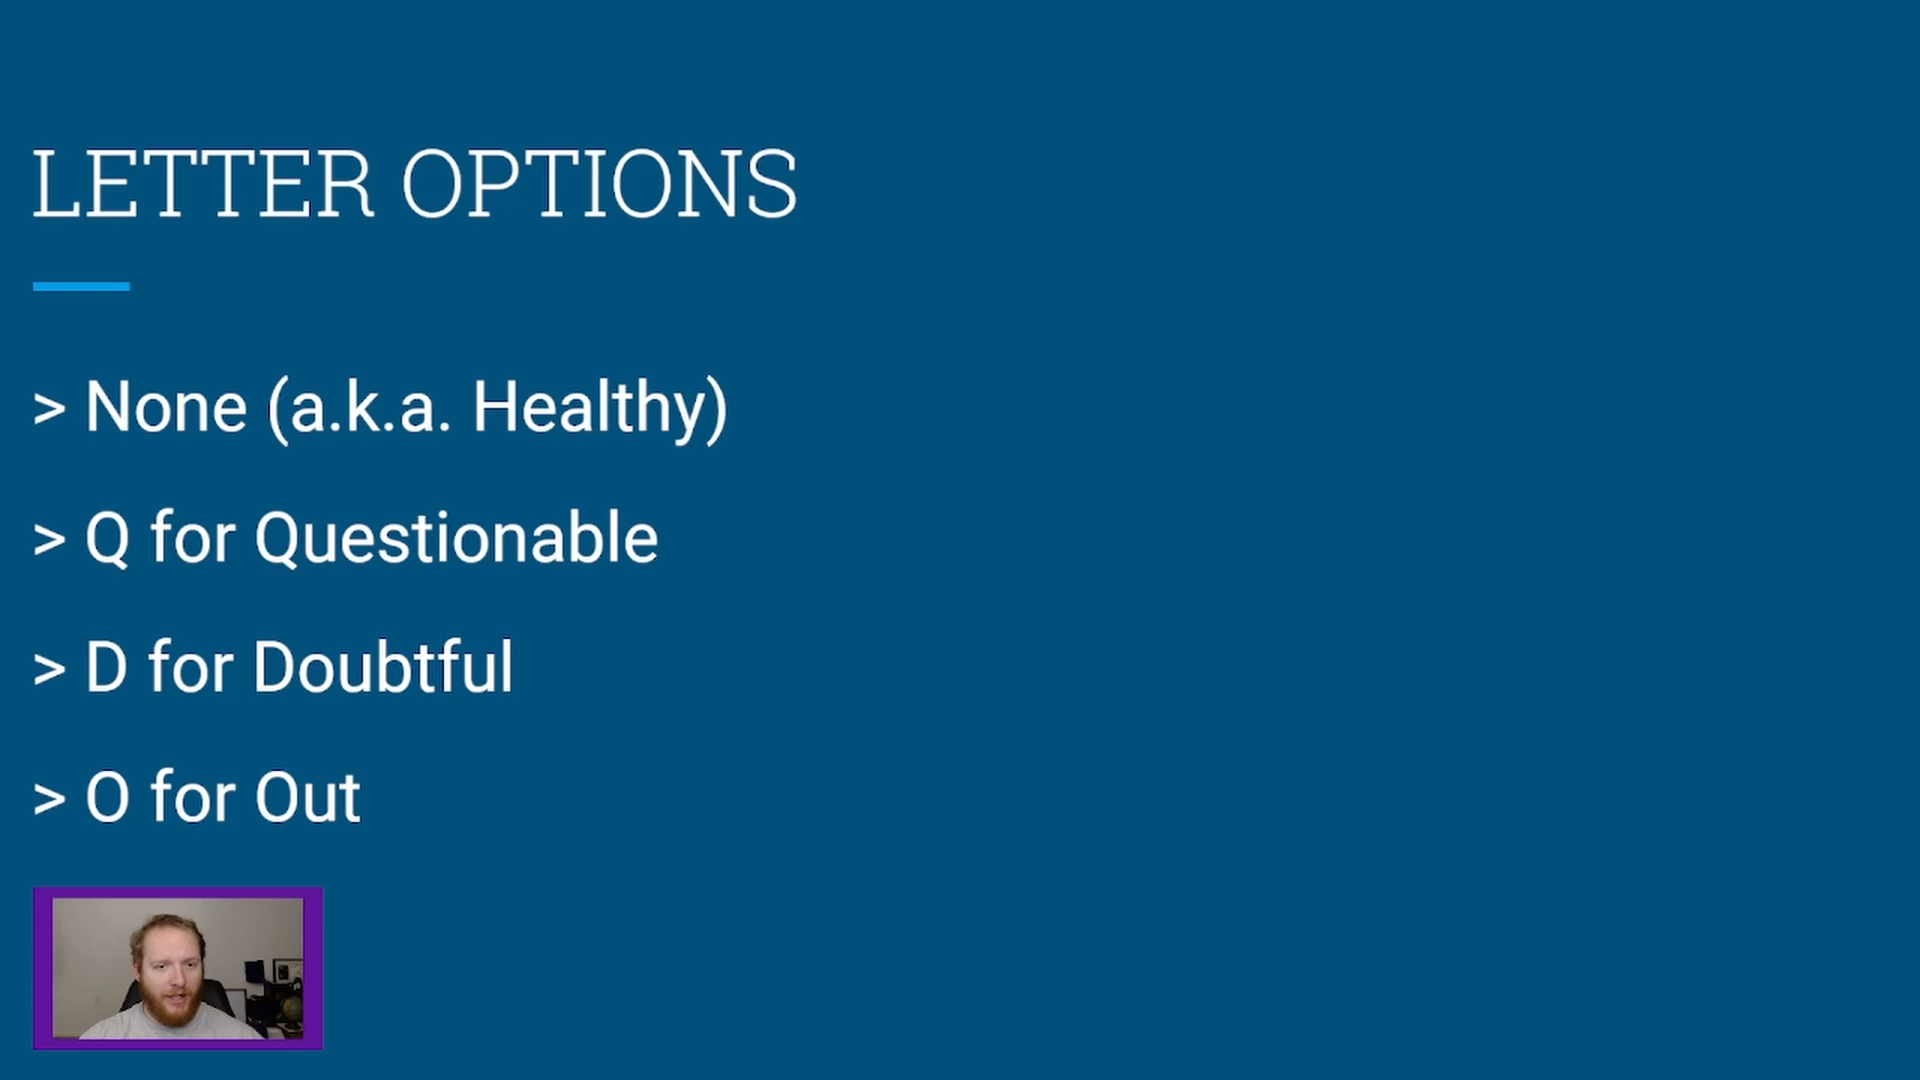 LETTER OPTIONS
> None (a.k.a. Healthy)
> Q for Questionable
> D for Doubtful
> O for Out